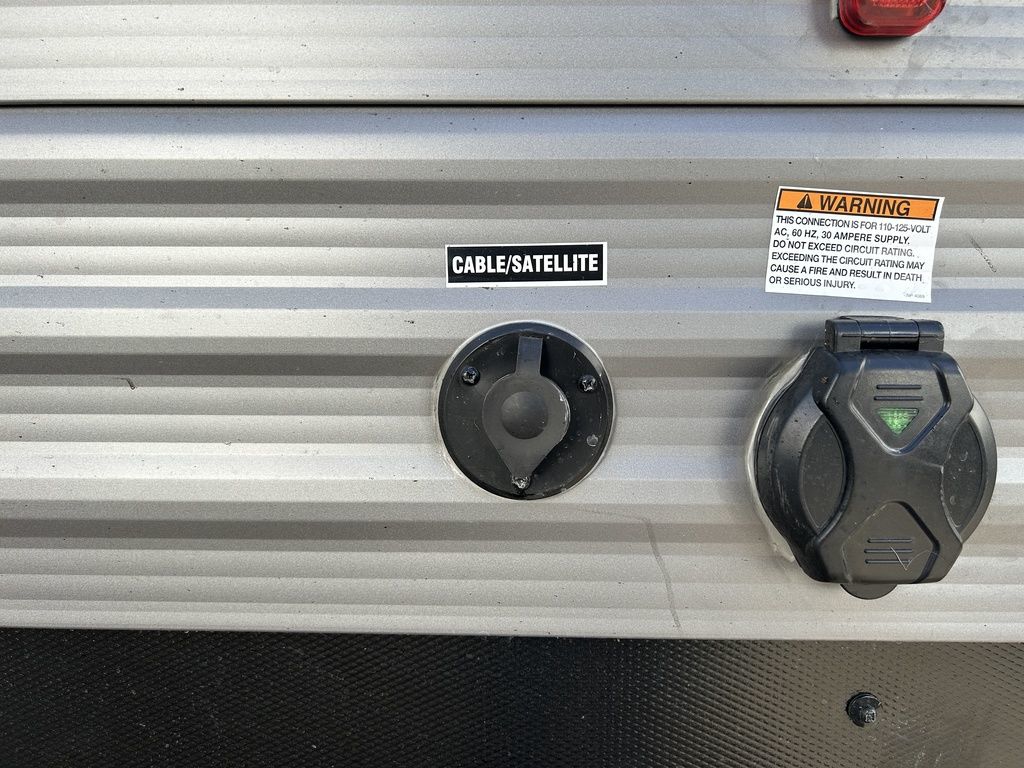 CABLE/SATELLITE
WARNING
THIS CONNECTION IS FOR 110-125-VOLT
AC, 60 HZ, 30 AMPERE SUPPLY.
DO NOT EXCEED CIRCUIT RATING.
EXCEEDING THE CIRCUIT RATING MAY
CAUSE A FIRE AND RESULT IN DEATH
OR SERIOUS INJURY.